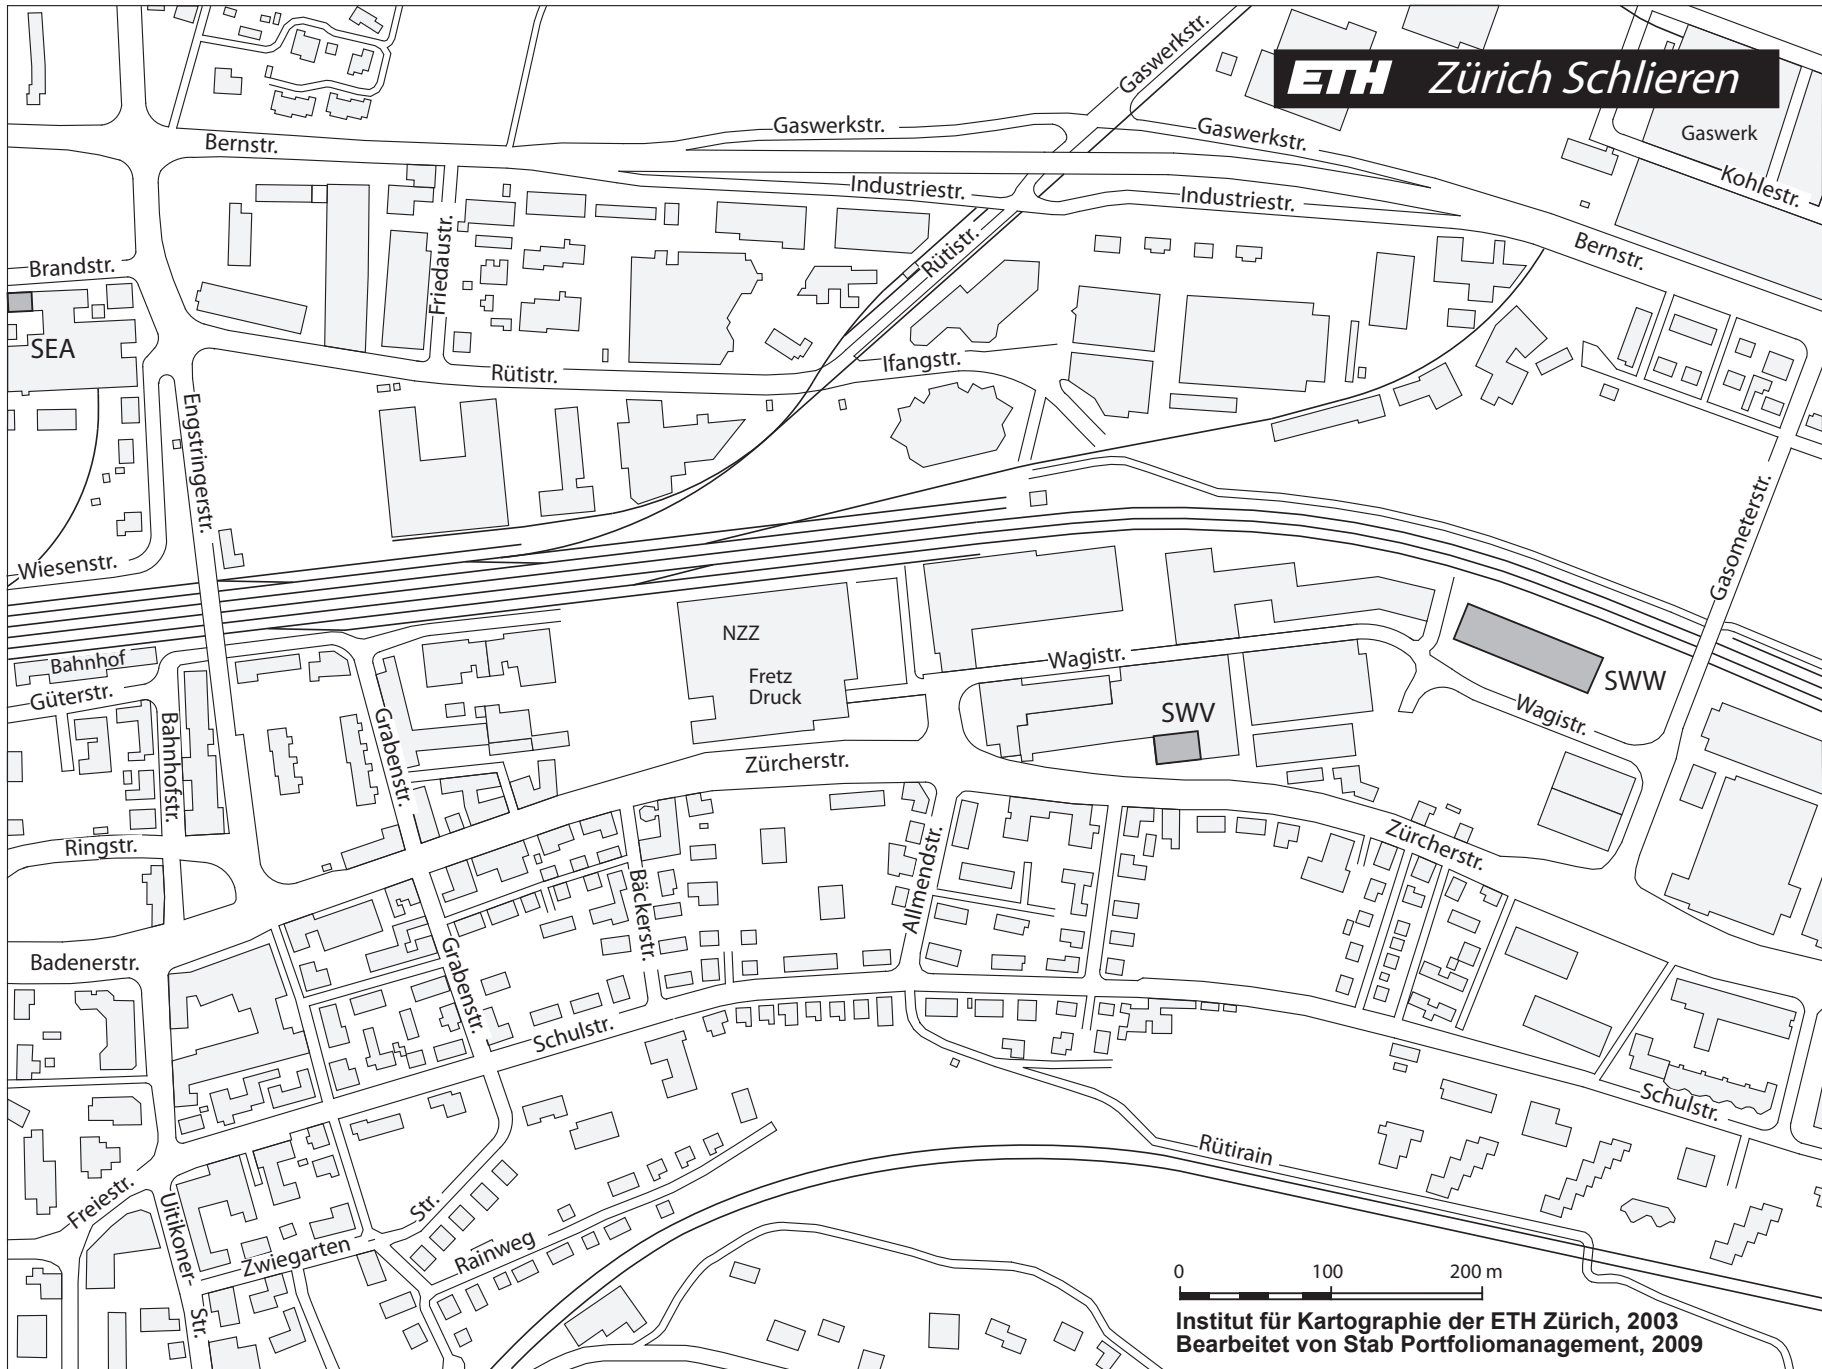 Gaswerkstr.
ETH Zürich Schlieren
Gaswerkstr.
Gaswerkstr.
Gaswerk
Bernstr.
Industriestr.
Industriestr.
Kohlestr.
Friedaustr.
Rütistr.
Bernstr.
Brandstr.
SEA
Rütistr.
Ifangstr.
Engstringerstr.
Gasometerstr.
Wiesenstr.
NZZ
Fretz
Druck
Wagistr.
SWW
Bahnhof
Güterstr.
SWV
Wagistr.
Bahnhofstr.
Grabenstr.
Zürcherstr.
Ringstr.
Zürcherstr.
Bäckerstr.
Allmendstr.
Badenerstr.
Grabenstr.
Schulstr.
Schulstr.
Rütirain
Freiestr.
Uitikoner-
Str.
Zwiegarten
Str.
Rainweg
0 100 200 m
Institut für Kartographie der ETH Zürich, 2003
Bearbeitet von Stab Portfoliomanagement, 2009